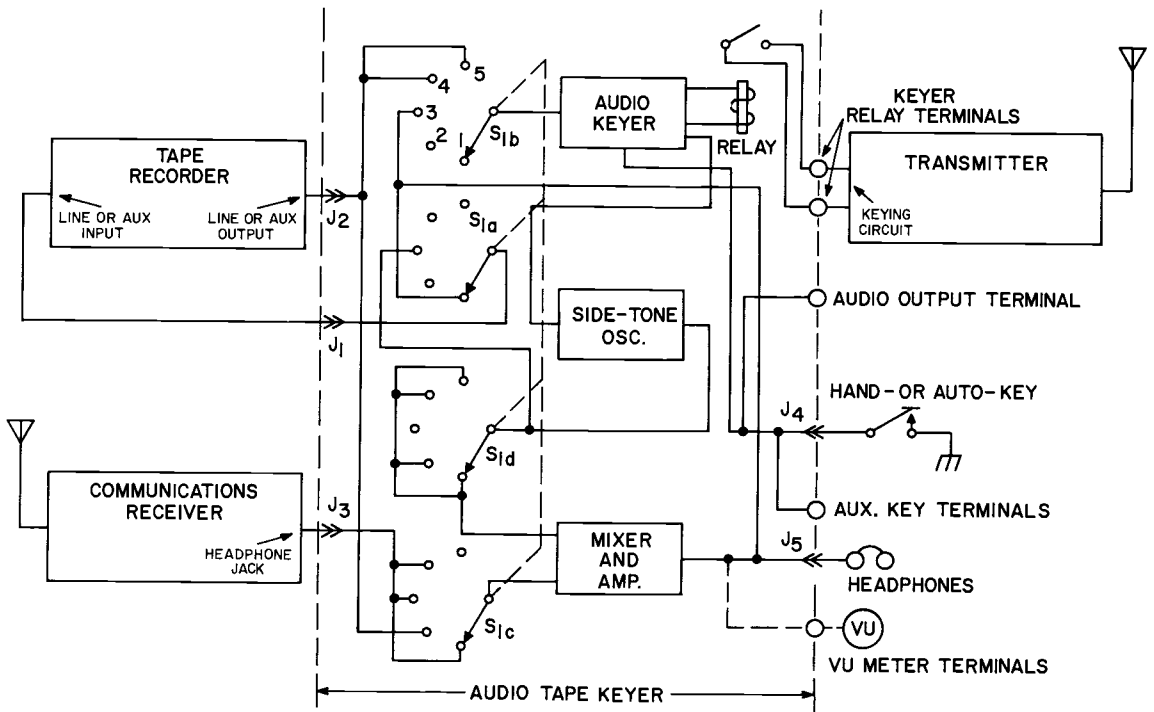 5
4
3
2
1
S1b
AUDIO
KEYER
RELAY
KEYER
RELAY TERMINALS
TRANSMITTER
KEYING
CIRCUIT
TAPE
RECORDER
LINE OR AUX
INPUT
LINE OR AUX
OUTPUT
J2
S1a
J1
SIDE-TONE
OSC.
AUDIO OUTPUT TERMINAL
HAND-OR AUTO-KEY
J4
AUX. KEY TERMINALS
S1d
COMMUNICATIONS
RECEIVER
HEADPHONE
JACK
J3
MIXER
AND
AMP.
J5
HEADPHONES
S1c
VU
VU METER TERMINALS
AUDIO TAPE KEYER